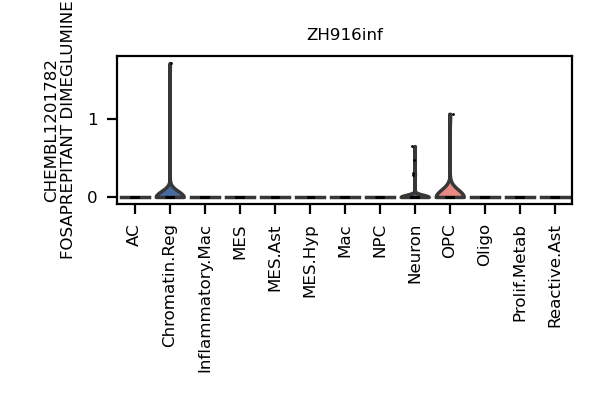 ZH916inf
CHEMBL1201782
FOSAPREPITANT DIMEGLUMINE
1
0
AC
Chromatin.Reg
Inflammatory.Mac
MES
MES.Ast
MES.Hyp
Mac
NPC
Neuron
OPC
Oligo
Prolif.Metab
Reactive.Ast